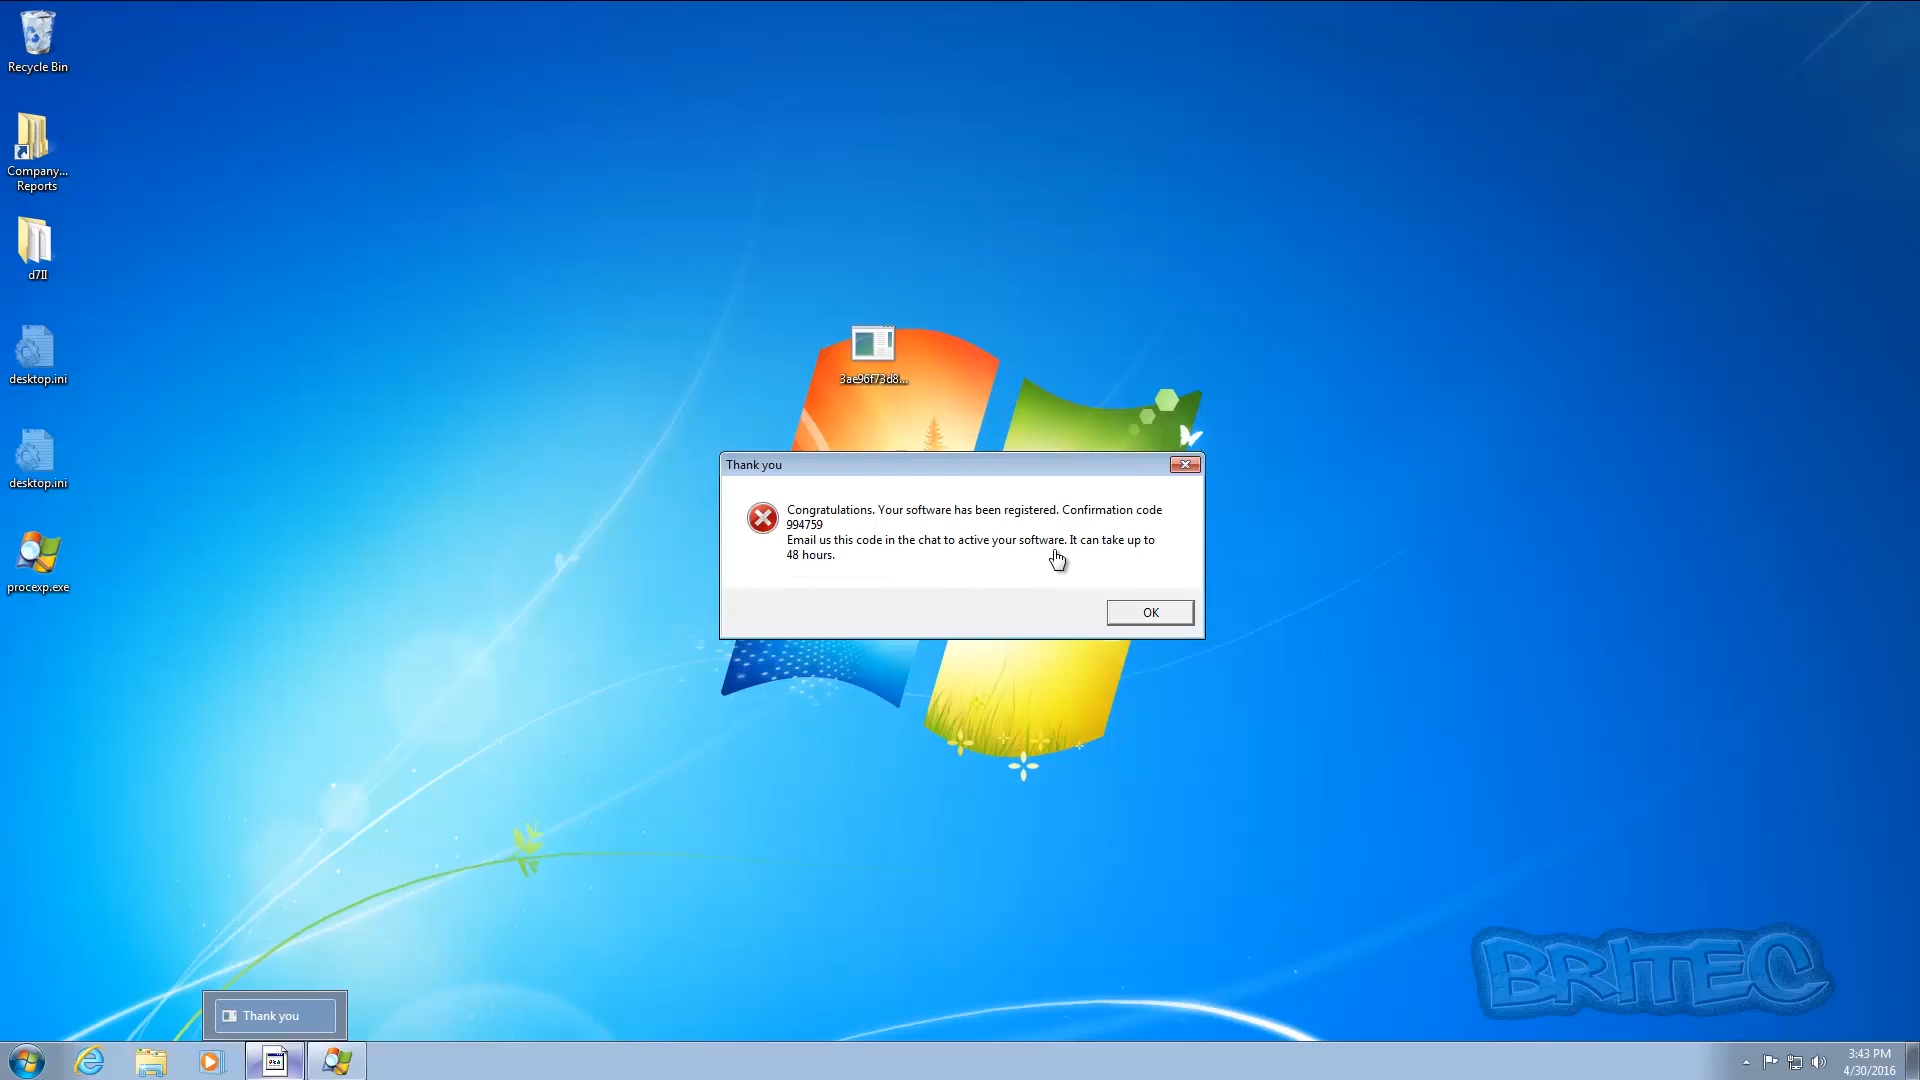 Recycle Bin
Company...
Reports
d7II
desktop.ini
desktop.ini
procexp.exe
3ae96f73d8...
Thank you
Congratulations. Your software has been registered. Confirmation code
994759
Email us this code in the chat to active your software. It can take up to
48 hours.
OK
BRITEC
Thank you
3:43 PM
4/30/2016